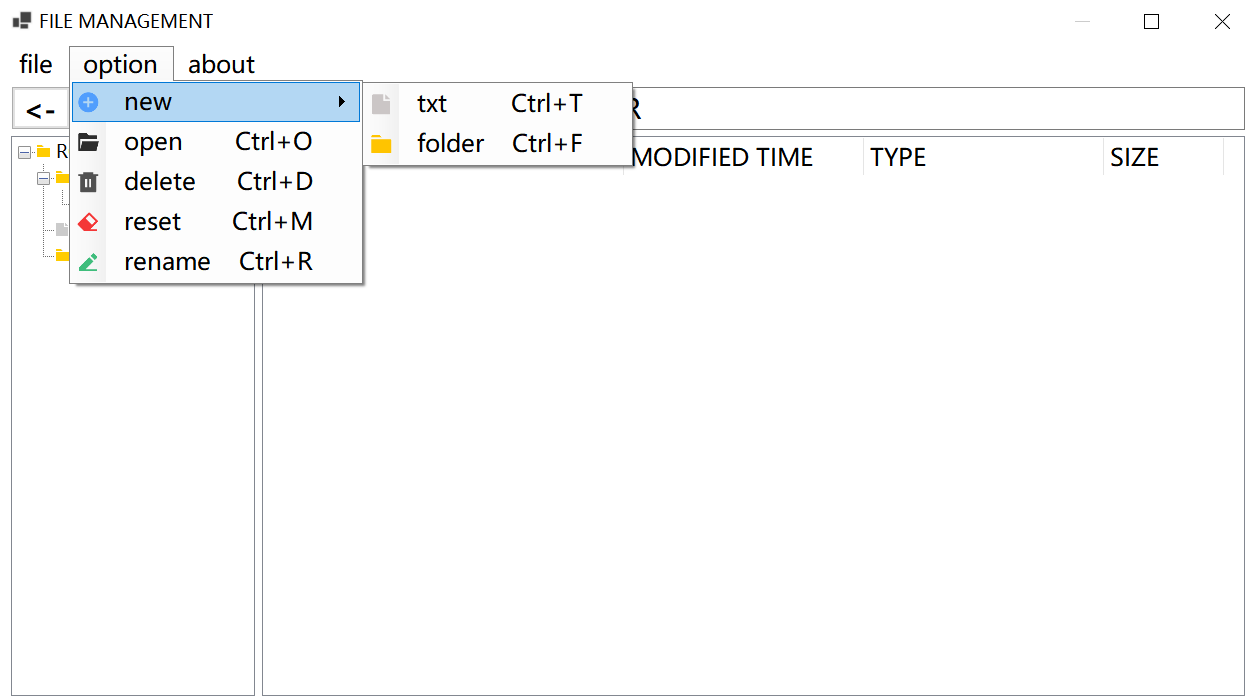 FILE MANAGEMENT
file option about
<-
new
open Ctrl+O
delete Ctrl+D
reset Ctrl+M
rename Ctrl+R
txt Ctrl+T
folder Ctrl+F
R
R
MODIFIED TIME TYPE SIZE